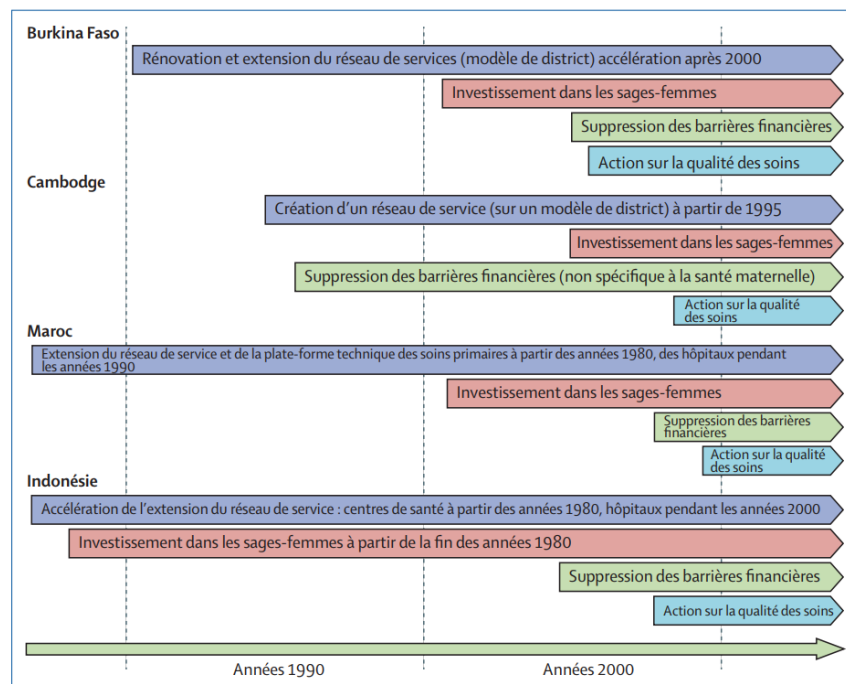 Burkina Faso
Rénovation et extension du réseau de services (modèle de district) accélération après 2000
Investissement dans les sages-femmes
Suppression des barrières financières
Action sur la qualité des soins
Cambodge
Création d'un réseau de service (sur un modèle de district) à partir de 1995
Investissement dans les sages-femmes
Suppression des barrières financières (non spécifique à la santé maternelle)
Action sur la qualité
des soins
Maroc
Extension du réseau de service et de la plate-forme technique des soins primaires à partir des années 1980, des hôpitaux pendant
les années 1990
Investissement dans les sages-femmes
Suppression des barrières
financières
Action sur la qualité
des soins
Indonésie
Accélération de l'extension du réseau de service : centres de santé à partir des années 1980, hôpitaux pendant les années 2000
Investissement dans les sages-femmes à partir de la fin des années 1980
Suppression des barrières financières
Action sur la qualité des soins
Années 1990
Années 2000